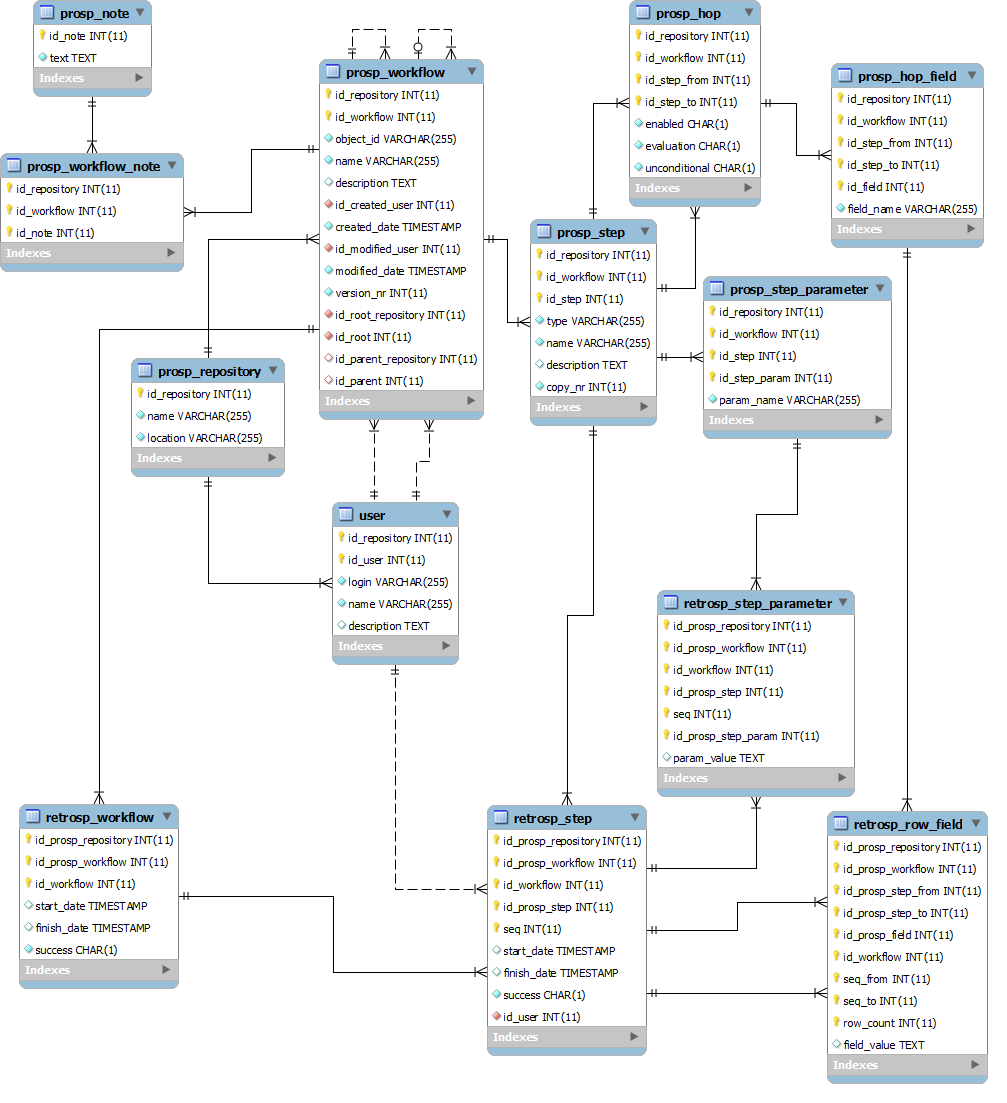 prosp_note
id_note INT(11)
text TEXT
Indexes
prosp_workflow_note
id_repository INT(11)
id_workflow INT(11)
id_note INT(11)
Indexes
prosp_workflow
id_repository INT(11)
id_workflow INT(11)
object_id VARCHAR(255)
name VARCHAR(255)
description TEXT
id_created_user INT(11)
created_date TIMESTAMP
id_modified_user INT(11)
modified_date TIMESTAMP
version_nr INT(11)
id_root_repository INT(11)
id_root INT(11)
id_parent_repository INT(11)
id_parent INT(11)
Indexes
prosp_hop
id_repository INT(11)
id_workflow INT(11)
id_step_from INT(11)
id_step_to INT(11)
enabled CHAR(1)
evaluation CHAR(1)
unconditional CHAR(1)
Indexes
prosp_hop_field
id_repository INT(11)
id_workflow INT(11)
id_step_from INT(11)
id_step_to INT(11)
id_field INT(11)
field_name VARCHAR(255)
Indexes
prosp_step
id_repository INT(11)
id_workflow INT(11)
id_step INT(11)
type VARCHAR(255)
name VARCHAR(255)
description TEXT
copy_nr INT(11)
Indexes
prosp_step_parameter
id_repository INT(11)
id_workflow INT(11)
id_step INT(11)
id_step_param INT(11)
param_name VARCHAR(255)
Indexes
prosp_repository
id_repository INT(11)
name VARCHAR(255)
location VARCHAR(255)
Indexes
user
id_repository INT(11)
id_user INT(11)
login VARCHAR(255)
name VARCHAR(255)
description TEXT
Indexes
retrosp_step_parameter
id_prosp_repository INT(11)
id_prosp_workflow INT(11)
id_workflow INT(11)
id_prosp_step INT(11)
seq INT(11)
id_prosp_step_param INT(11)
param_value TEXT
Indexes
retrosp_workflow
id_prosp_repository INT(11)
id_prosp_workflow INT(11)
id_workflow INT(11)
start_date TIMESTAMP
finish_date TIMESTAMP
success CHAR(1)
Indexes
retrosp_step
id_prosp_repository INT(11)
id_prosp_workflow INT(11)
id_workflow INT(11)
id_prosp_step INT(11)
seq INT(11)
start_date TIMESTAMP
finish_date TIMESTAMP
success CHAR(1)
id_user INT(11)
Indexes
retrosp_row_field
id_prosp_repository INT(11)
id_prosp_workflow INT(11)
id_prosp_step_from INT(11)
id_prosp_step_to INT(11)
id_prosp_field INT(11)
id_workflow INT(11)
seq_from INT(11)
seq_to INT(11)
row_count INT(11)
field_value TEXT
Indexes